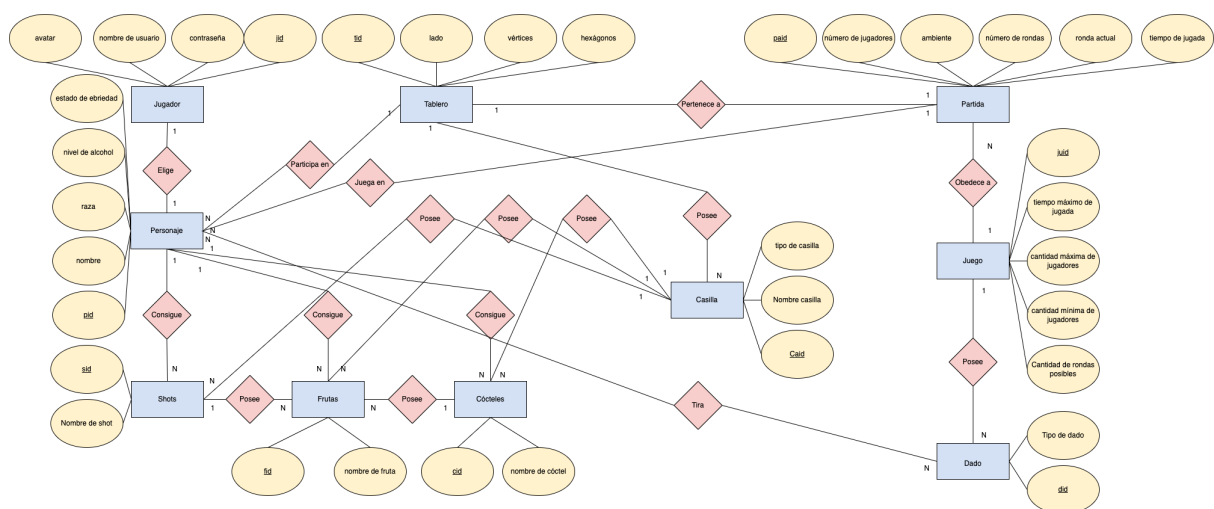 avatar
nombre de usuario
contraseña
jid
tid
lado
vértices
hexágonos
paid
número de jugadores
ambiente
número de rondas
ronda actual
tiempo de jugada
estado de ebriedad
Jugador
Tablero
Pertenece a
Partida
1
1
1
1
1
1
1
N
nivel de alcohol
Elige
Participa en
Juega en
Obedece a
juid
raza
1
N
N
N
Personaje
Posee
Posee
Posee
Posee
tiempo máximo de
jugada
1
tipo de casilla
nombre
1
1
1
1
1
1
1
N
Juego
cantidad máxima de
jugadores
1
Casilla
Nombre casilla
pid
Consigue
Consigue
Consigue
cantidad mínima de
jugadores
Caid
sid
N
N
N
N
N
N
Posee
Cantidad de rondas
posibles
Shots
1
Posee
N
Frutas
N
Posee
1
Cócteles
Tira
Nombre de shot
N
Tipo de dado
fid
nombre de fruta
cid
nombre de cóctel
N
Dado
did